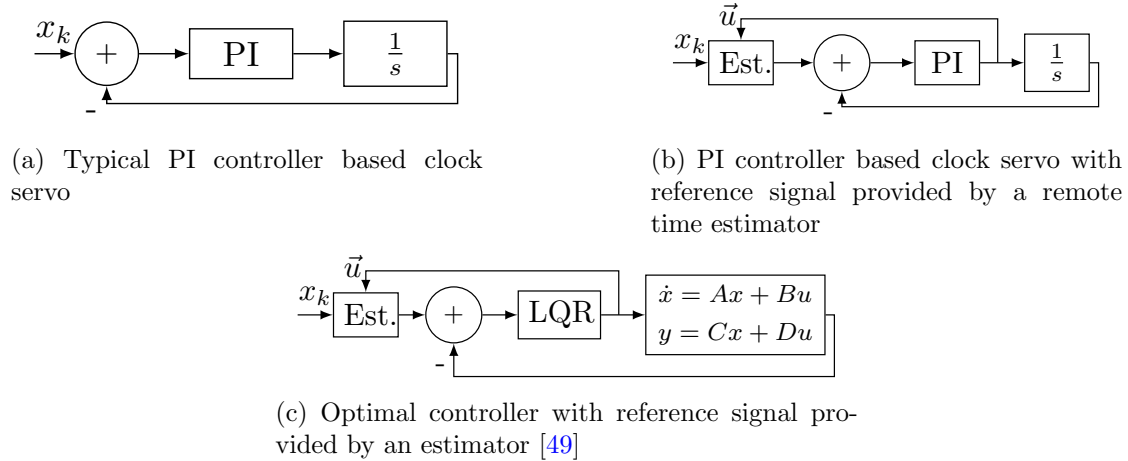 x_k
+
PI
1/s
-
(a) Typical PI controller based clock
servo
\vec{u}
x_k
Est.
+
PI
1/s
-
(b) PI controller based clock servo with
reference signal provided by a remote
time estimator
\vec{u}
x_k
Est.
+
LQR
ẋ = Ax + Bu
y = Cx + Du
-
(c) Optimal controller with reference signal pro-
vided by an estimator [49]